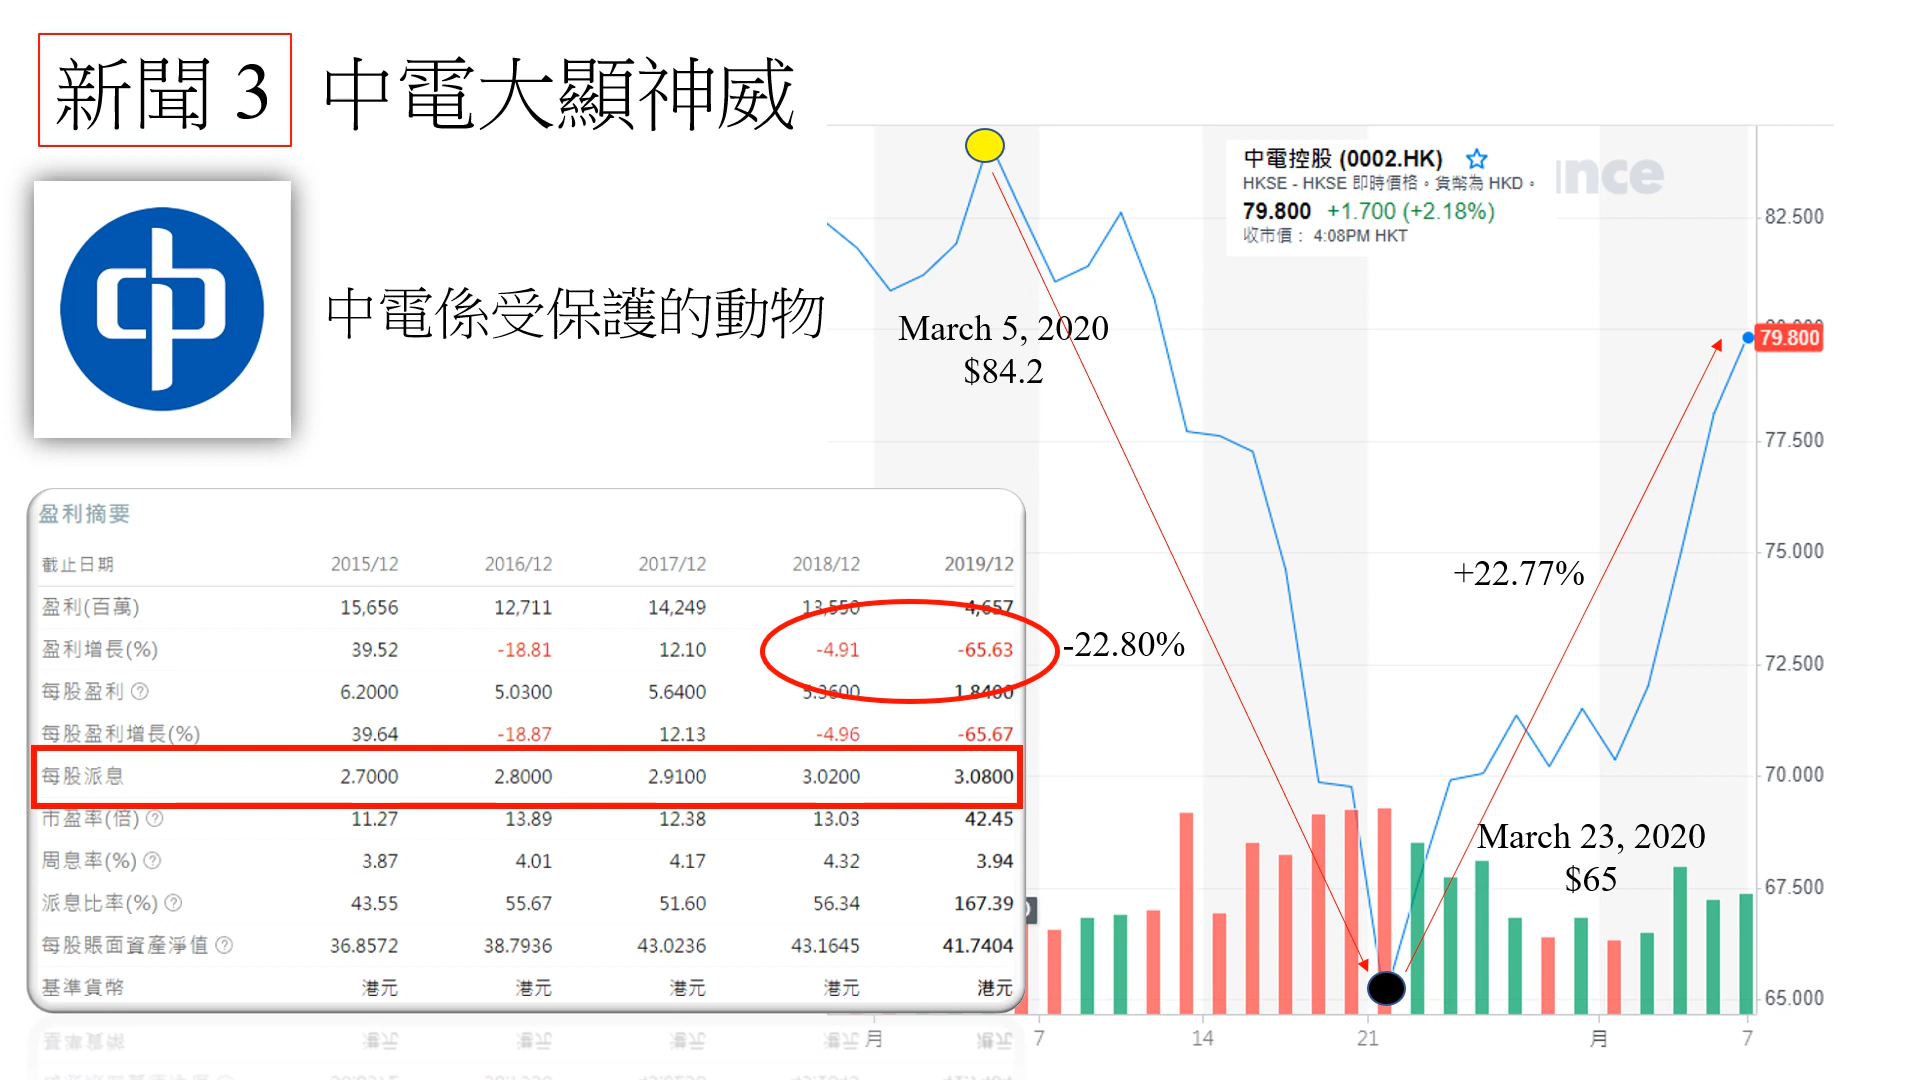 新聞 3
中電大顯神威
中電係受保護的動物
中電控股 (0002.HK)
HKSE - HKSE 即時價格。貨幣為 HKD。
79.800 +1.700 (+2.18%)
收市價： 4:08PM HKT
nce
82.500
80.000
79.800
77.500
75.000
72.500
70.000
67.500
65.000
March 5, 2020
$84.2
-22.80%
+22.77%
March 23, 2020
$65
盈利摘要
截止日期 2015/12 2016/12 2017/12 2018/12 2019/12
盈利(百萬) 15,656 12,711 14,249 13,550 4,657
盈利增長(%) 39.52 -18.81 12.10 -4.91 -65.63
每股盈利 6.2000 5.0300 5.6400 5.3600 1.8400
每股盈利增長(%) 39.64 -18.87 12.13 -4.96 -65.67
每股派息 2.7000 2.8000 2.9100 3.0200 3.0800
市盈率(倍) 11.27 13.89 12.38 13.03 42.45
周息率(%) 3.87 4.01 4.17 4.32 3.94
派息比率(%) 43.55 55.67 51.60 56.34 167.39
每股賬面資產淨值 36.8572 38.7936 43.0236 43.1645 41.7404
基準貨幣 港元 港元 港元 港元 港元
月 7 14 21 月 7